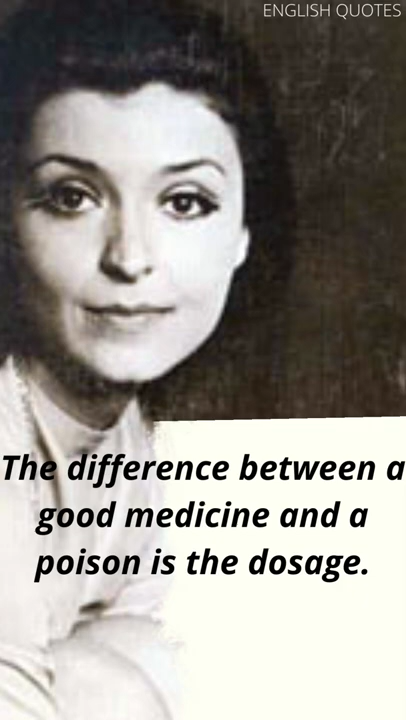 ENGLISH QUOTES
The difference between a
good medicine and a
poison is the dosage.